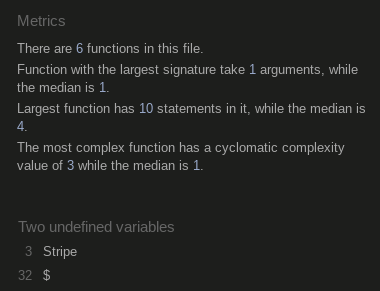 Metrics
There are 6 functions in this file.
Function with the largest signature take 1 arguments, while
the median is 1.
Largest function has 10 statements in it, while the median is
4.
The most complex function has a cyclomatic complexity
value of 3 while the median is 1.
Two undefined variables
3 Stripe
32 $